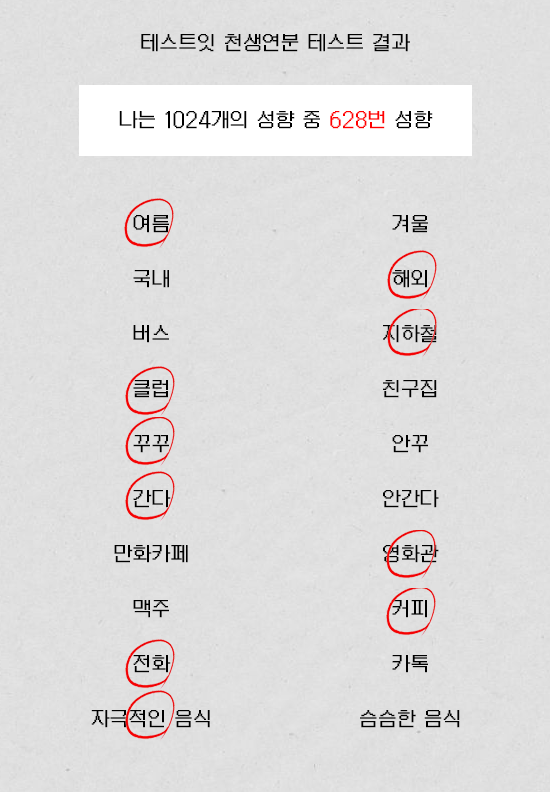 테스트잇 천생연분 테스트 결과
나는 1024개의 성향 중 628번 성향
여름 겨울
국내 해외
버스 지하철
클럽 친구집
꾸꾸 안꾸
간다 안간다
만화카페 영화관
맥주 커피
전화 카톡
자극적인 음식 슴슴한 음식